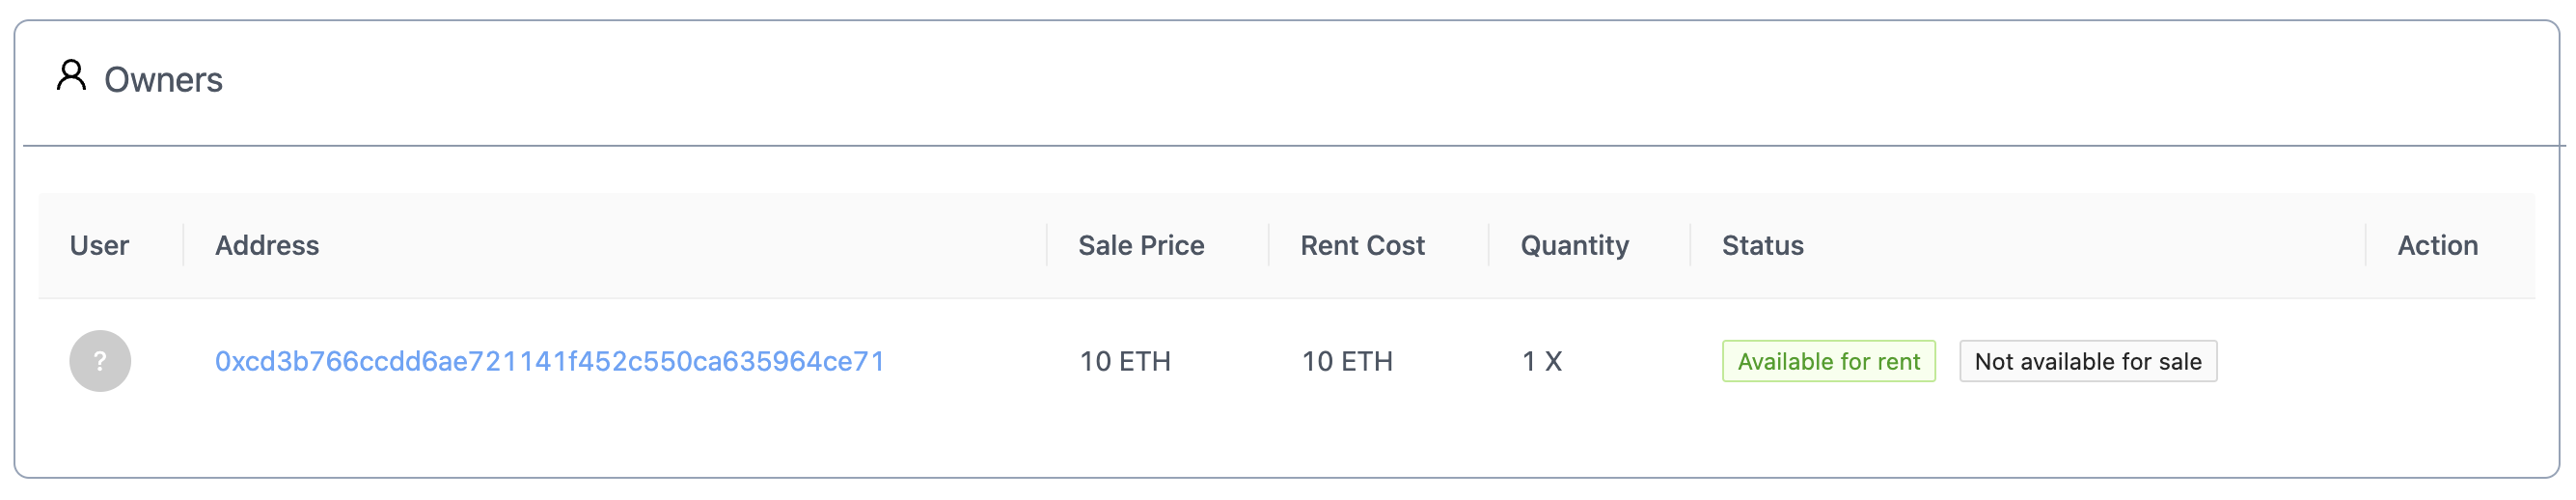 Owners
User Address Sale Price Rent Cost Quantity Status Action
? 0xcd3b766ccdd6ae721141f452c550ca635964ce71 10 ETH 10 ETH 1 X Available for rent Not available for sale